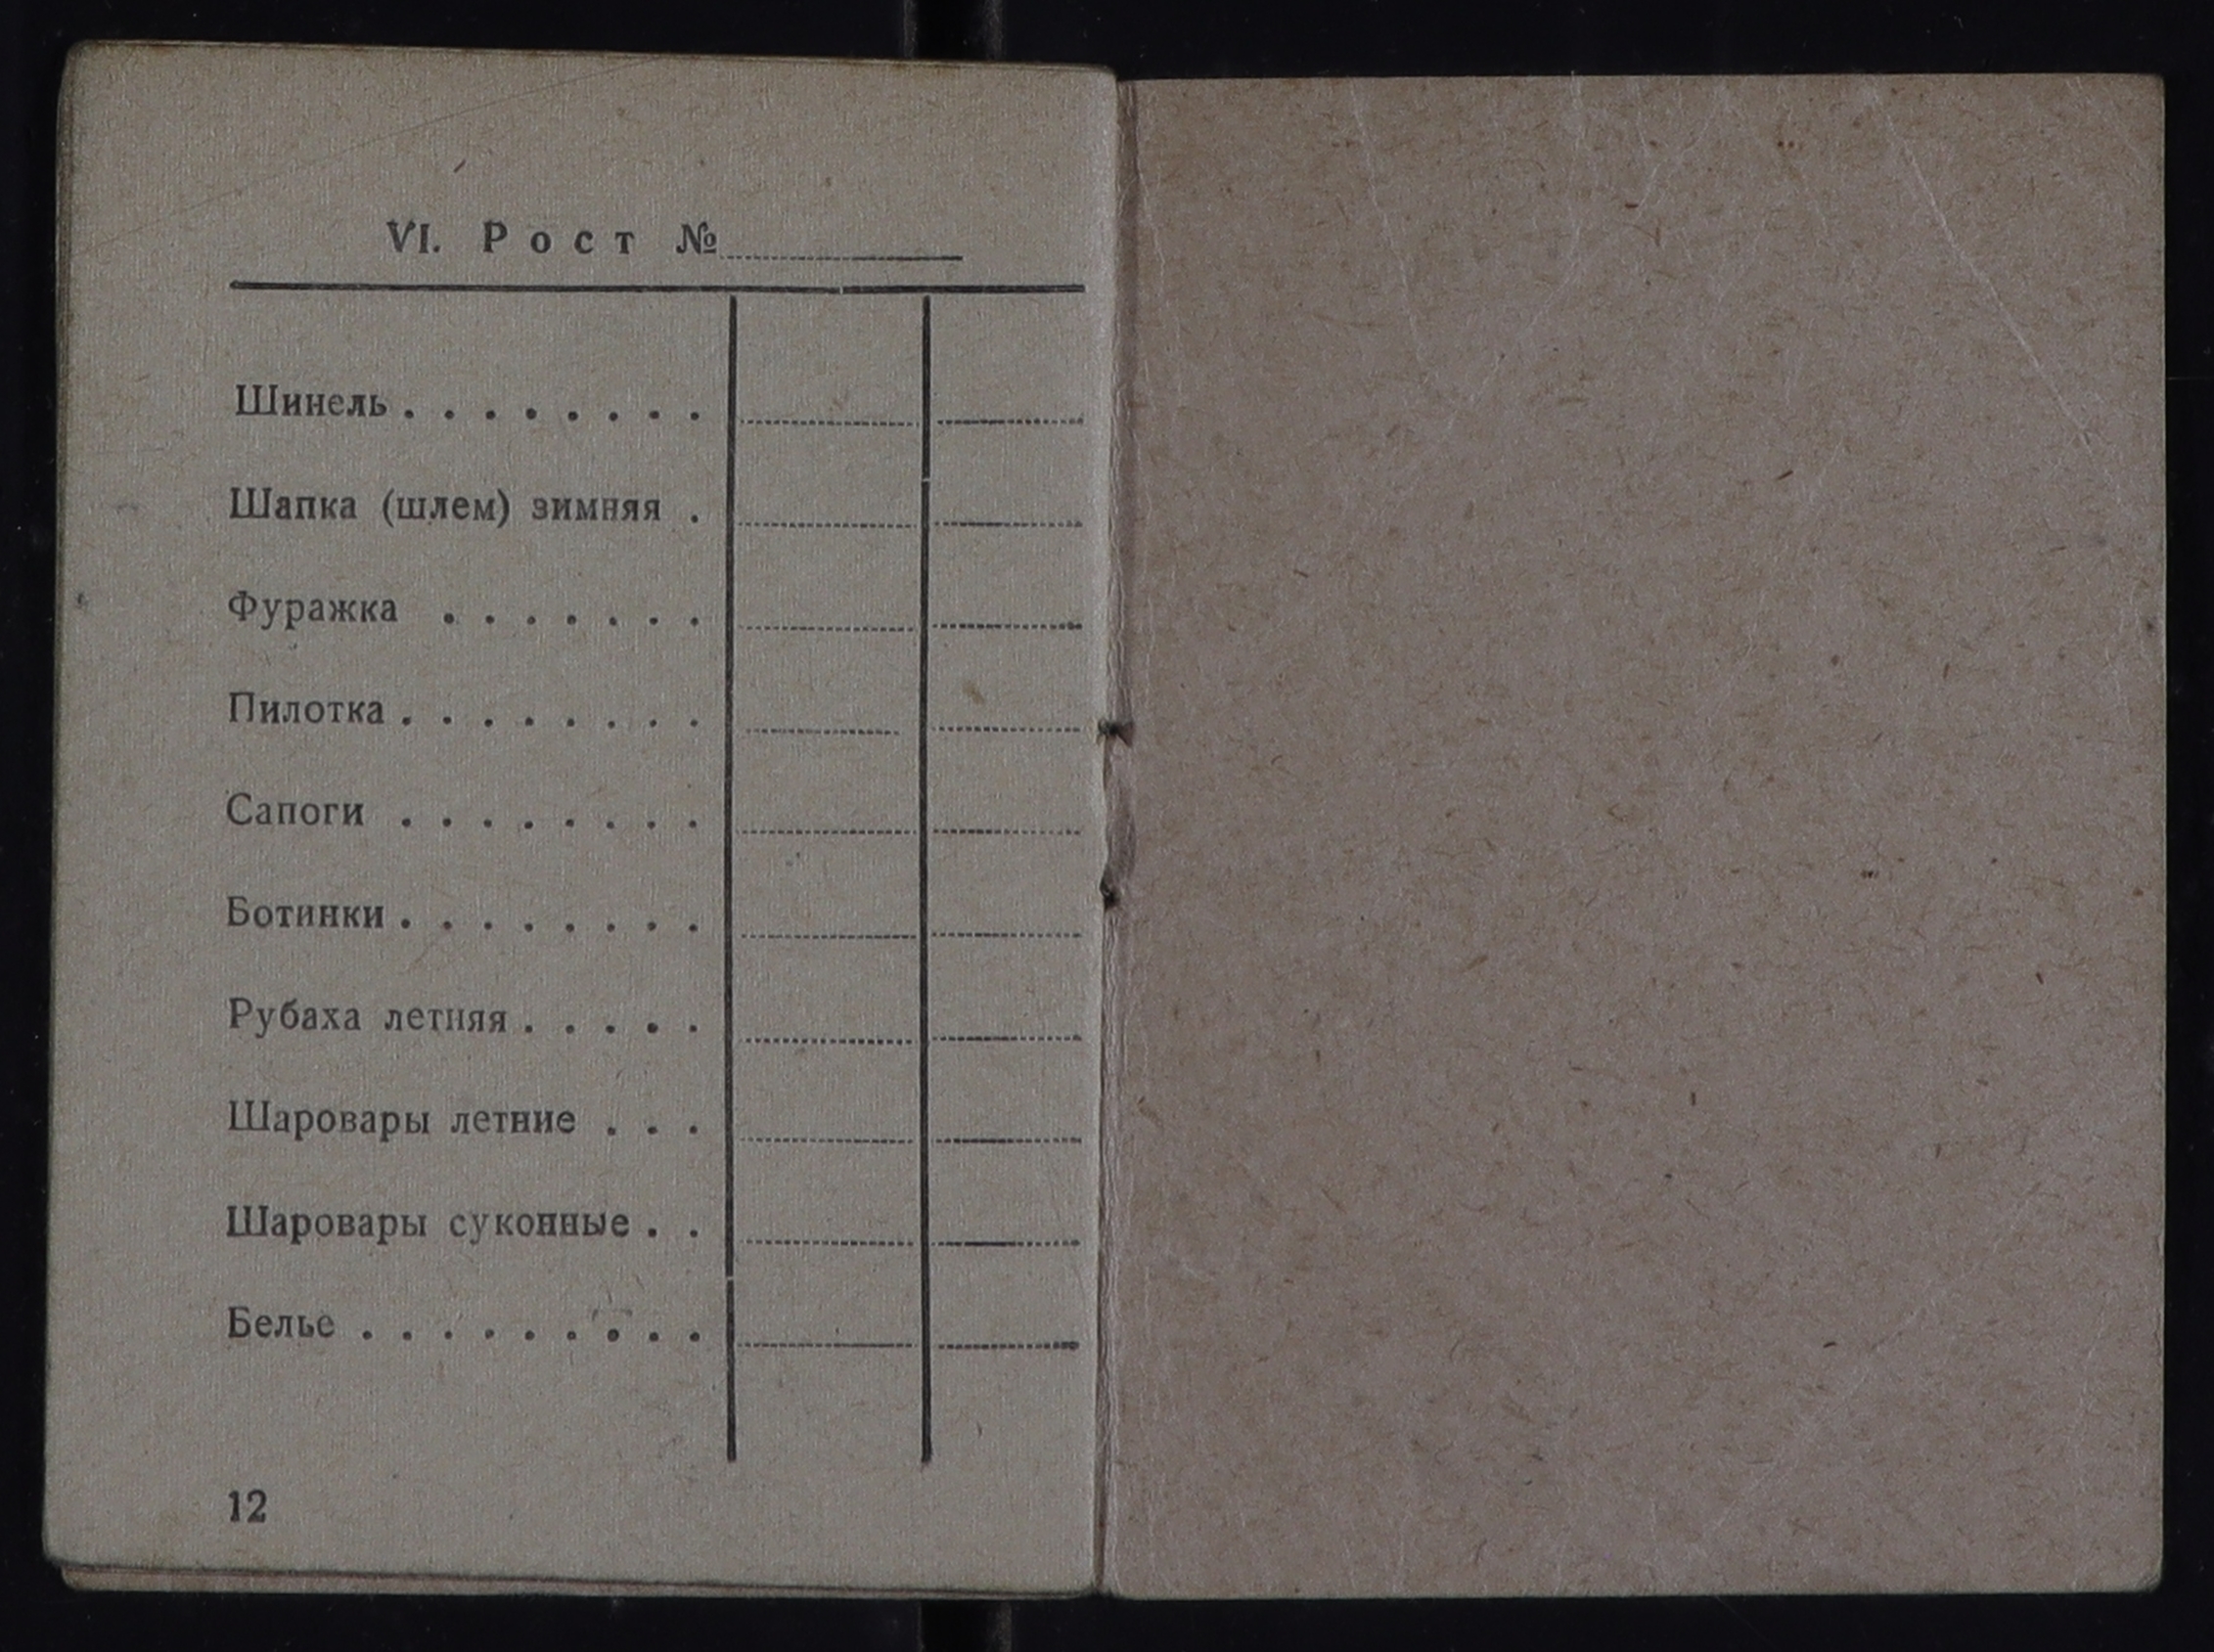 VI. Рост №
Шинель . . . . . . . .
Шапка (шлем) зимняя .
Фуражка . . . . . . .
Пилотка . . . . . . . .
Сапоги . . . . . . . .
Ботинки . . . . . . . .
Рубаха летняя . . . . .
Шаровары летние . . .
Шаровары суконные . .
Белье . . . . . . . . .
12